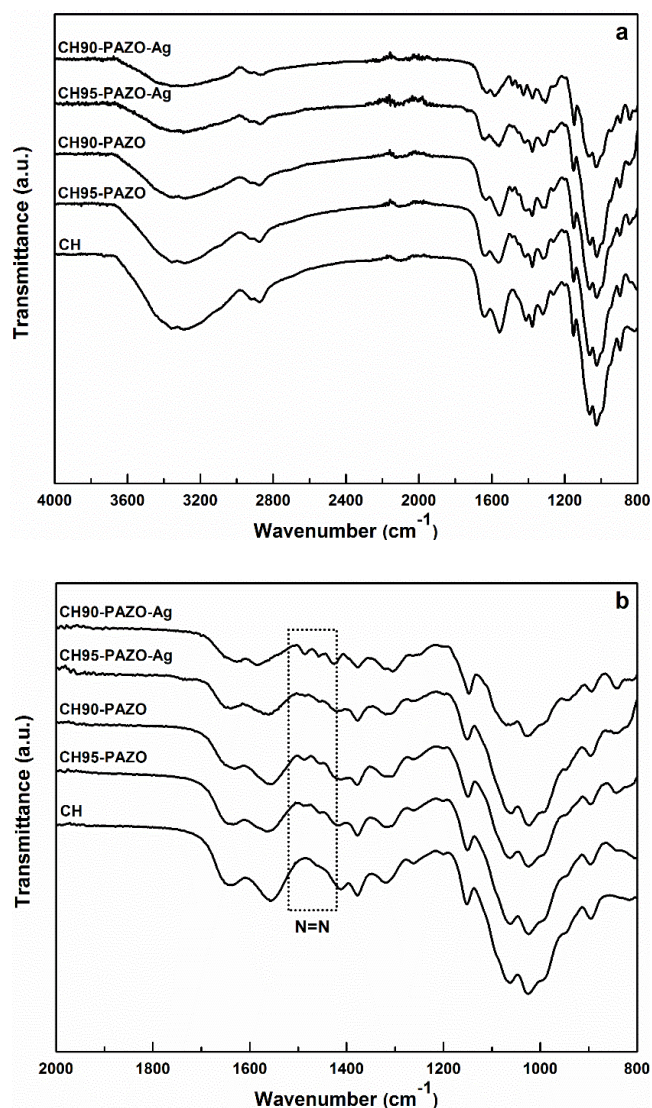 a
CH90-PAZO-Ag
CH95-PAZO-Ag
CH90-PAZO
CH95-PAZO
CH
Transmittance (a.u.)
4000 3600 3200 2800 2400 2000 1600 1200 800
Wavenumber (cm⁻¹)
b
CH90-PAZO-Ag
CH95-PAZO-Ag
CH90-PAZO
CH95-PAZO
CH
N=N
Transmittance (a.u.)
2000 1800 1600 1400 1200 1000 800
Wavenumber (cm⁻¹)